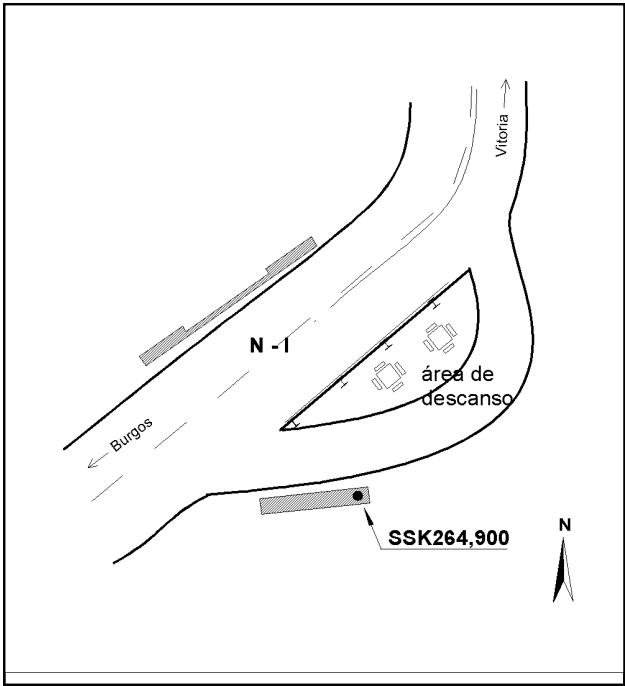 Vitoria
N - I
área de
descanso
Burgos
SSK264,900
N